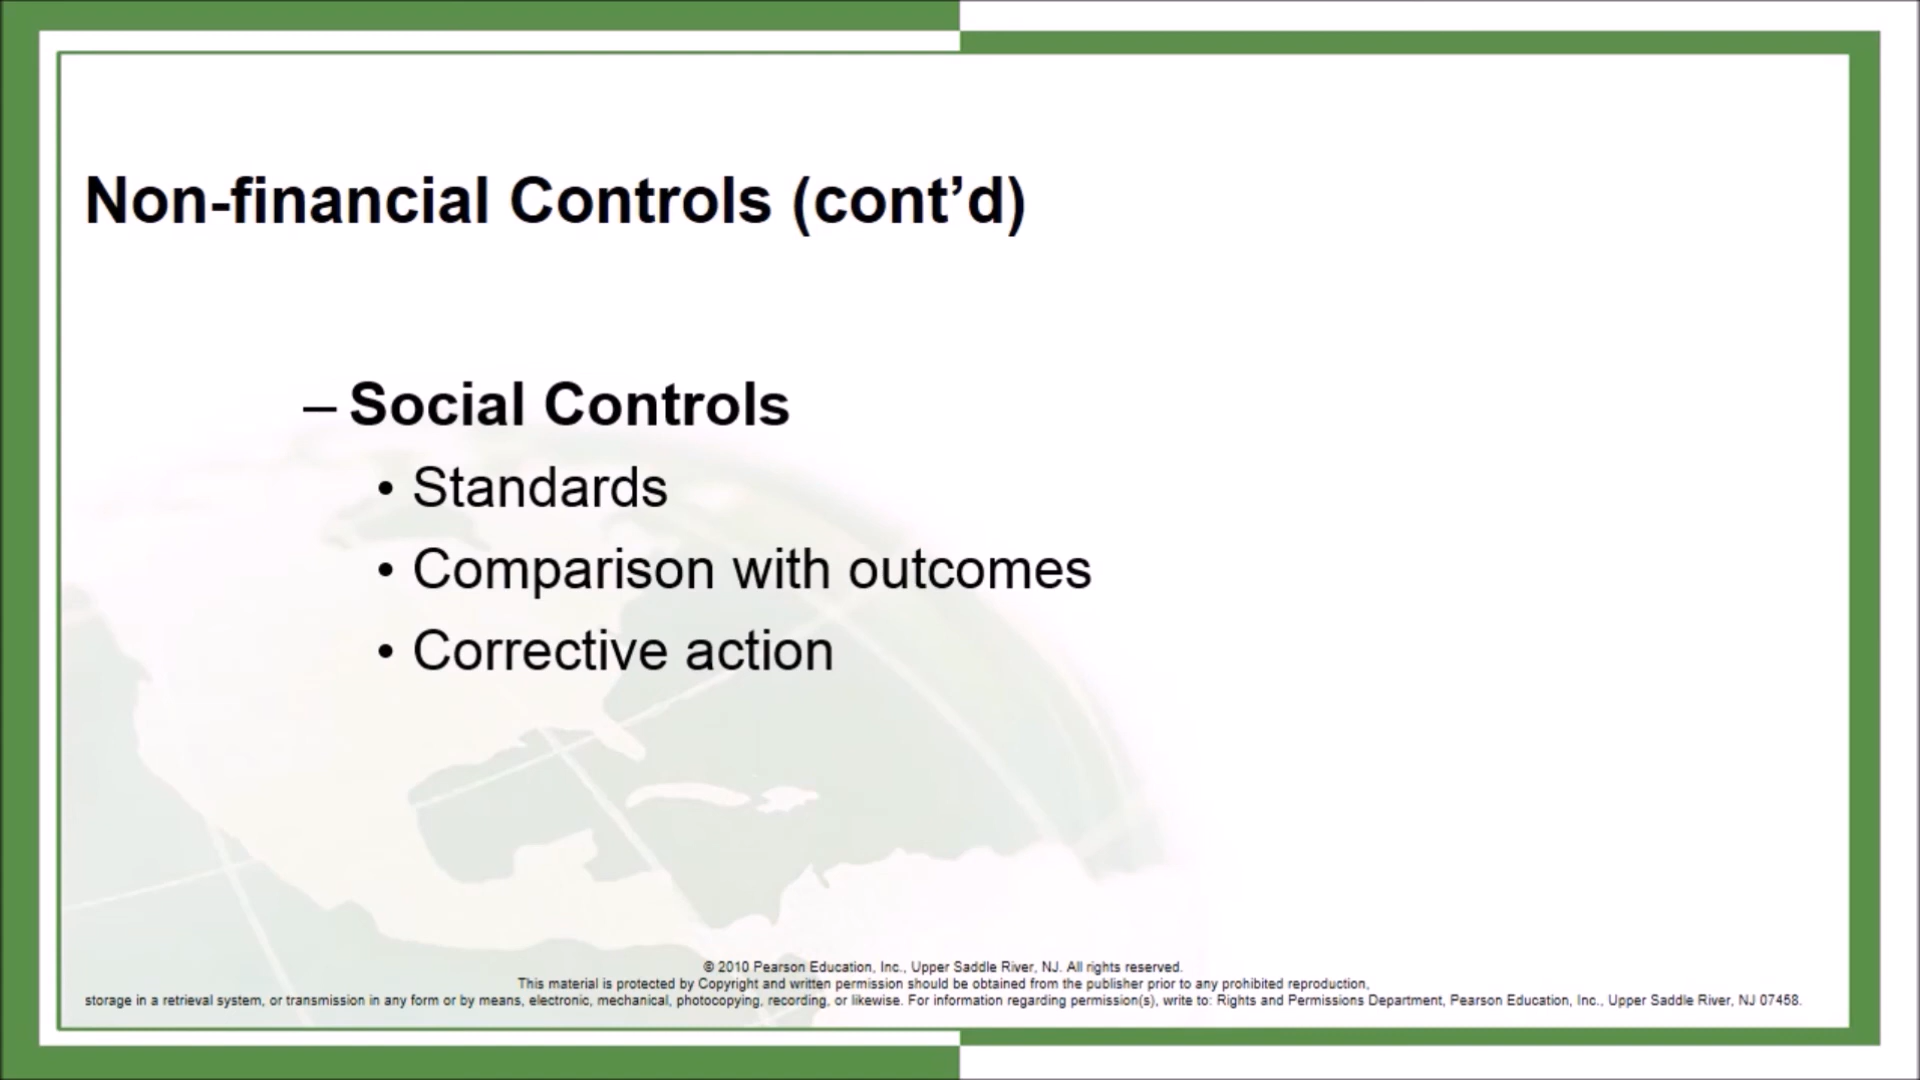 Non-financial Controls (cont’d)
– Social Controls
• Standards
• Comparison with outcomes
• Corrective action
© 2010 Pearson Education, Inc., Upper Saddle River, NJ. All rights reserved.
This material is protected by Copyright and written permission should be obtained from the publisher prior to any prohibited reproduction,
storage in a retrieval system, or transmission in any form or by means, electronic, mechanical, photocopying, recording, or likewise. For information regarding permission(s), write to: Rights and Permissions Department, Pearson Education, Inc., Upper Saddle River, NJ 07458.